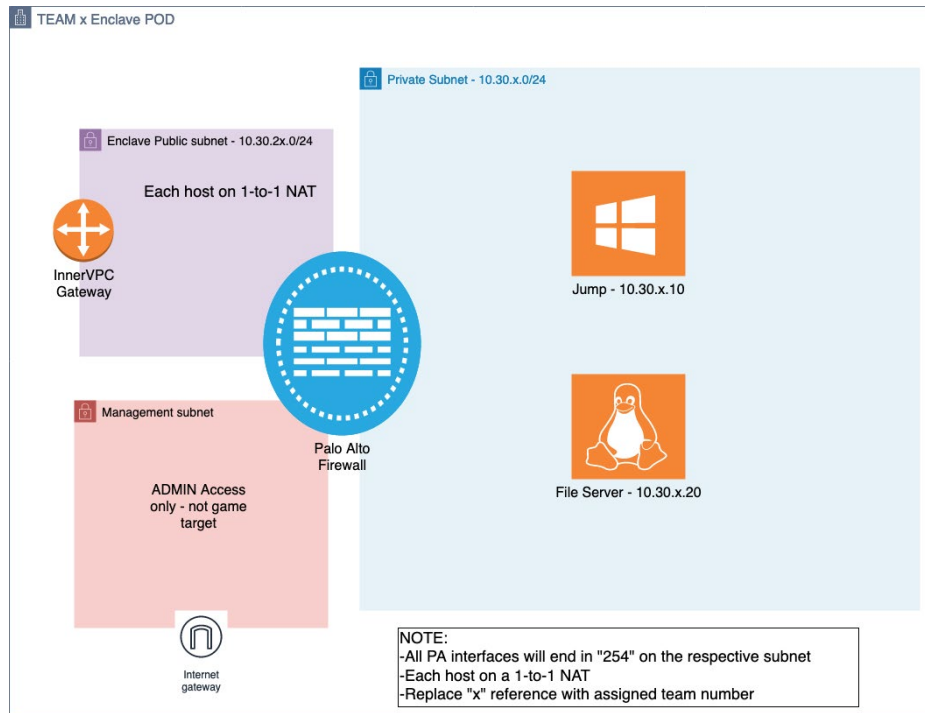 TEAM x Enclave POD
Private Subnet - 10.30.x.0/24
Enclave Public subnet - 10.30.2x.0/24
Each host on 1-to-1 NAT
InnerVPC
Gateway
Jump - 10.30.x.10
Management subnet
Palo Alto
Firewall
ADMIN Access
only - not game
target
File Server - 10.30.x.20
Internet
gateway
NOTE:
-All PA interfaces will end in "254" on the respective subnet
-Each host on a 1-to-1 NAT
-Replace "x" reference with assigned team number